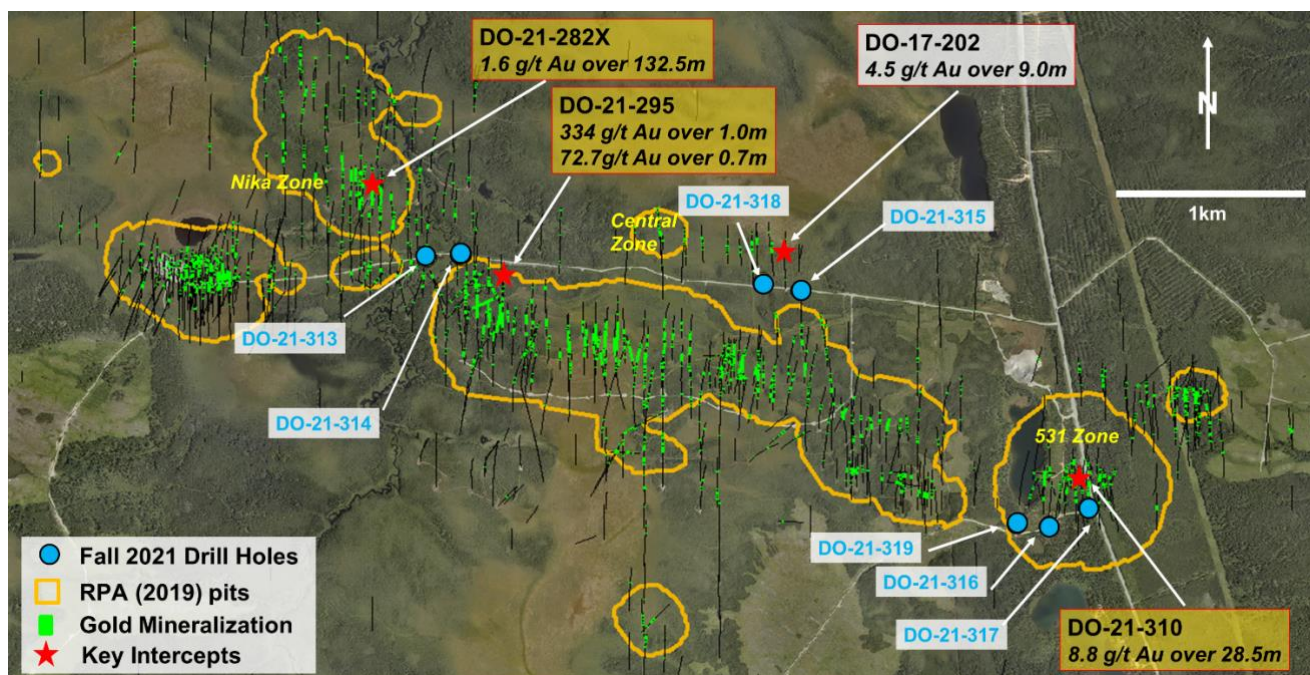 DO-21-282X
1.6 g/t Au over 132.5m
DO-17-202
4.5 g/t Au over 9.0m
N
DO-21-295
334 g/t Au over 1.0m
72.7g/t Au over 0.7m
Nika Zone
DO-21-318
DO-21-315
1km
Central
Zone
DO-21-313
DO-21-314
531 Zone
DO-21-319
DO-21-316
DO-21-317
DO-21-310
8.8 g/t Au over 28.5m
Fall 2021 Drill Holes
RPA (2019) pits
Gold Mineralization
Key Intercepts